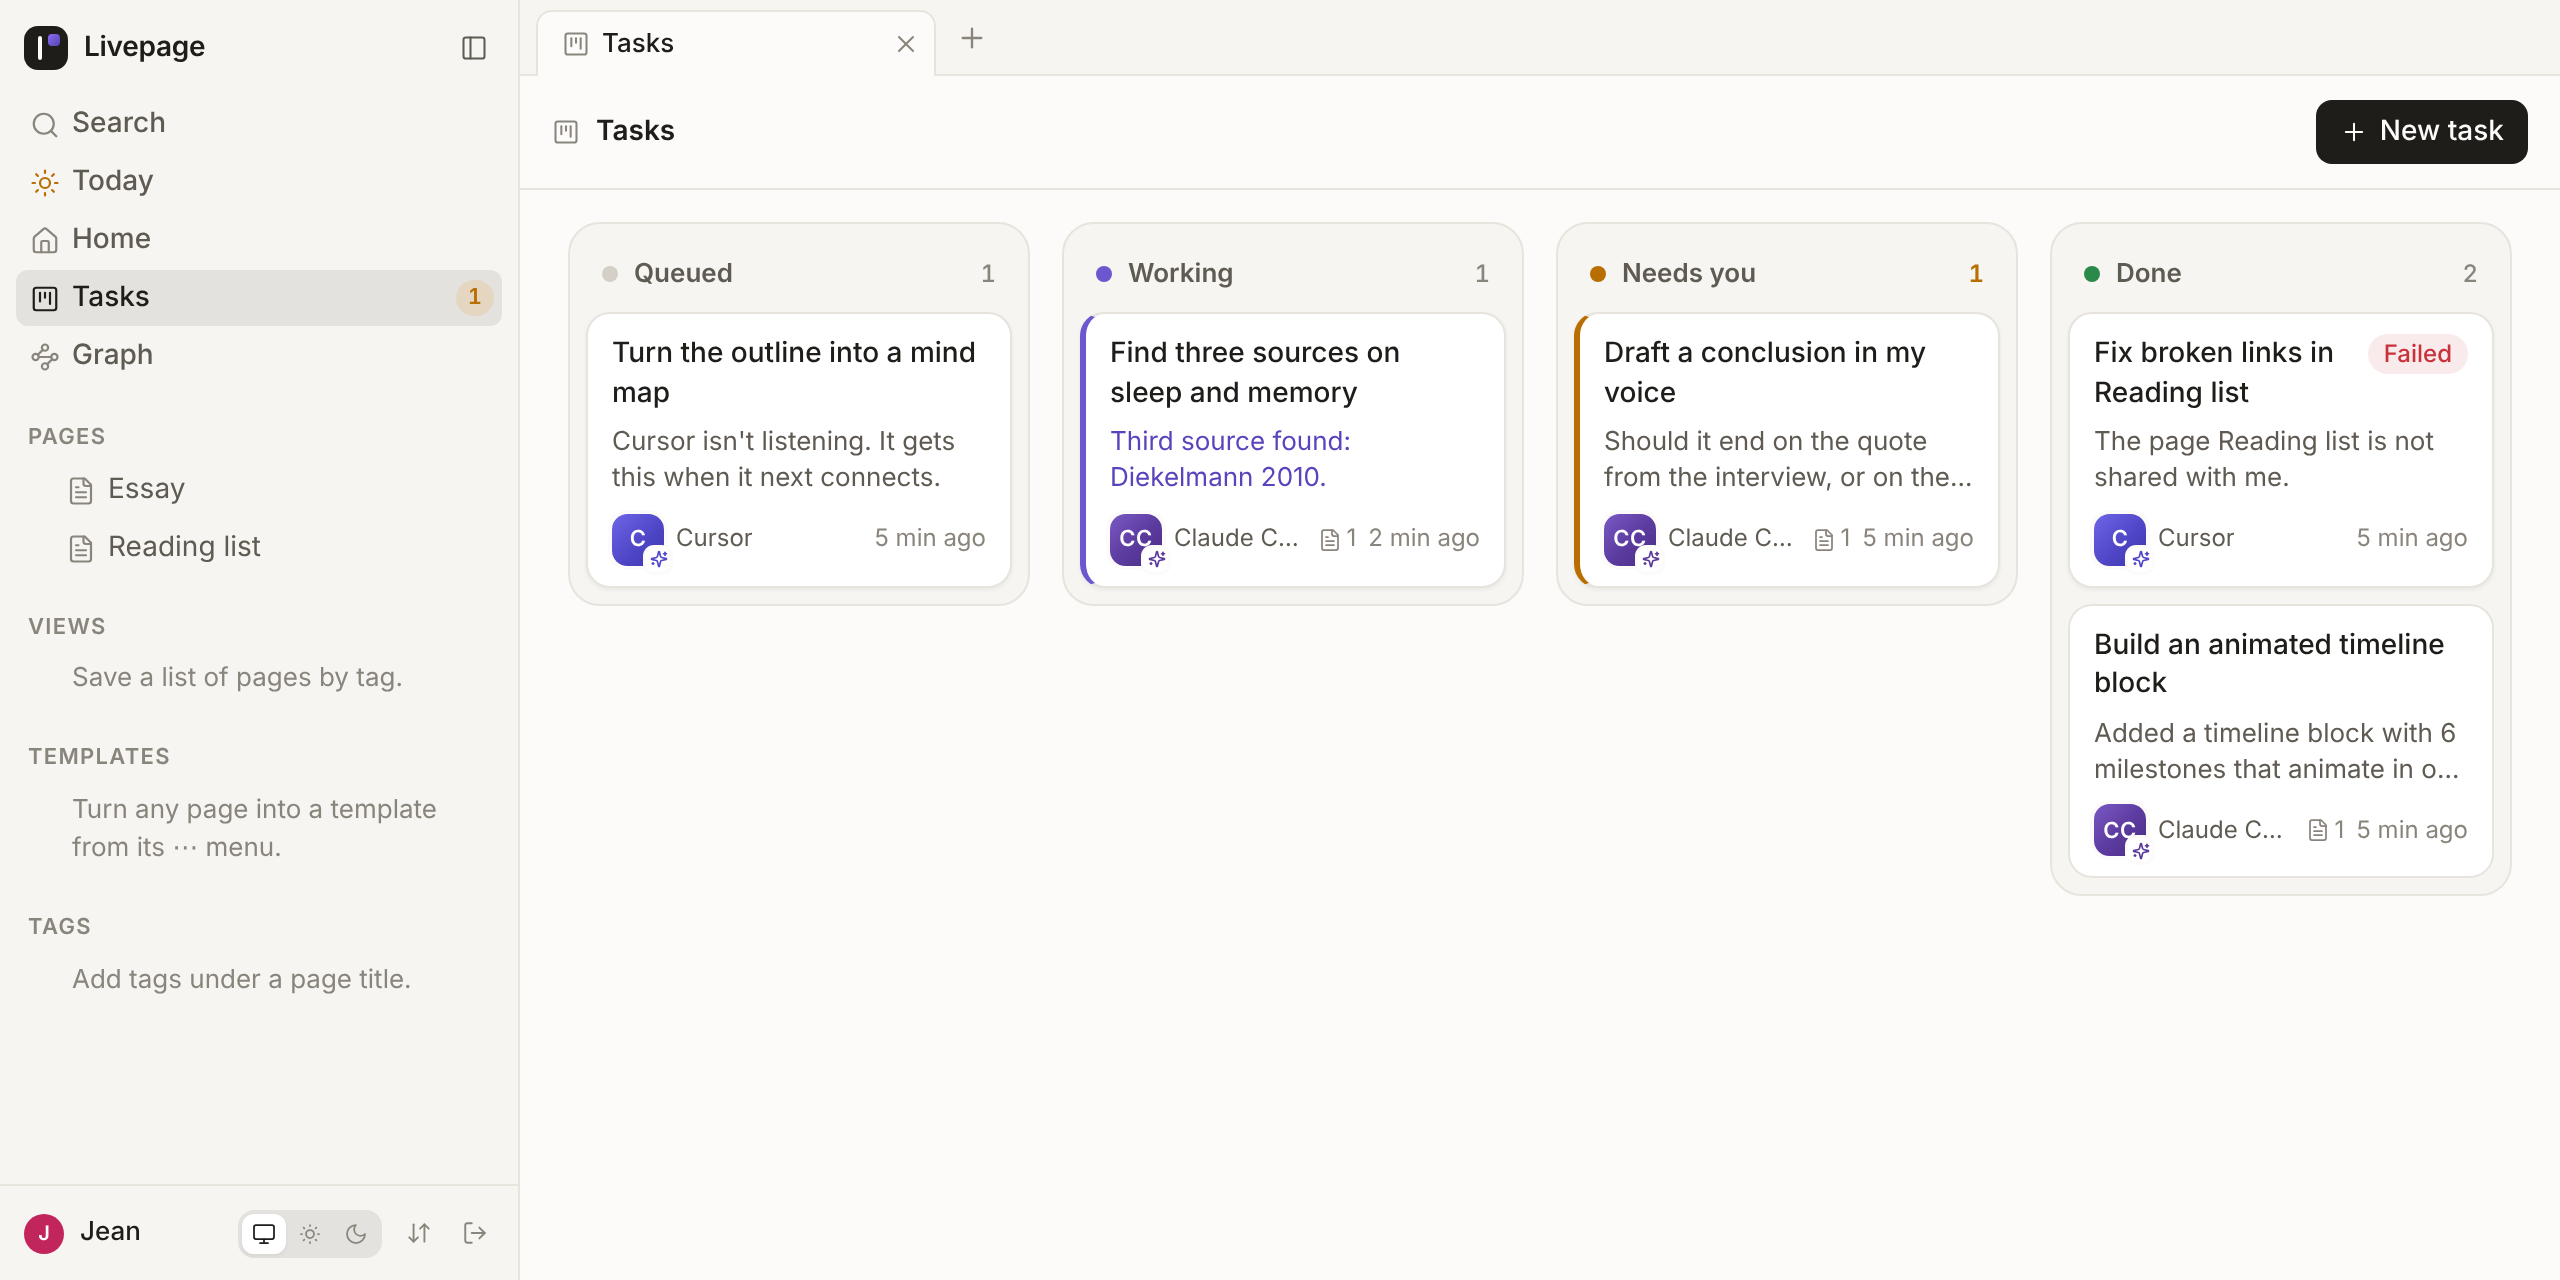 Livepage
Search
Today
Home
Tasks 1
Graph
PAGES
Essay
Reading list
VIEWS
Save a list of pages by tag.
TEMPLATES
Turn any page into a template
from its ··· menu.
TAGS
Add tags under a page title.
J Jean
Tasks
Tasks
New task
Queued 1
Turn the outline into a mind
map
Cursor isn't listening. It gets
this when it next connects.
C Cursor 5 min ago
Working 1
Find three sources on
sleep and memory
Third source found:
Diekelmann 2010.
CC Claude C... 1 2 min ago
Needs you 1
Draft a conclusion in my
voice
Should it end on the quote
from the interview, or on the...
CC Claude C... 1 5 min ago
Done 2
Fix broken links in Failed
Reading list
The page Reading list is not
shared with me.
C Cursor 5 min ago
Build an animated timeline
block
Added a timeline block with 6
milestones that animate in o...
CC Claude C... 1 5 min ago